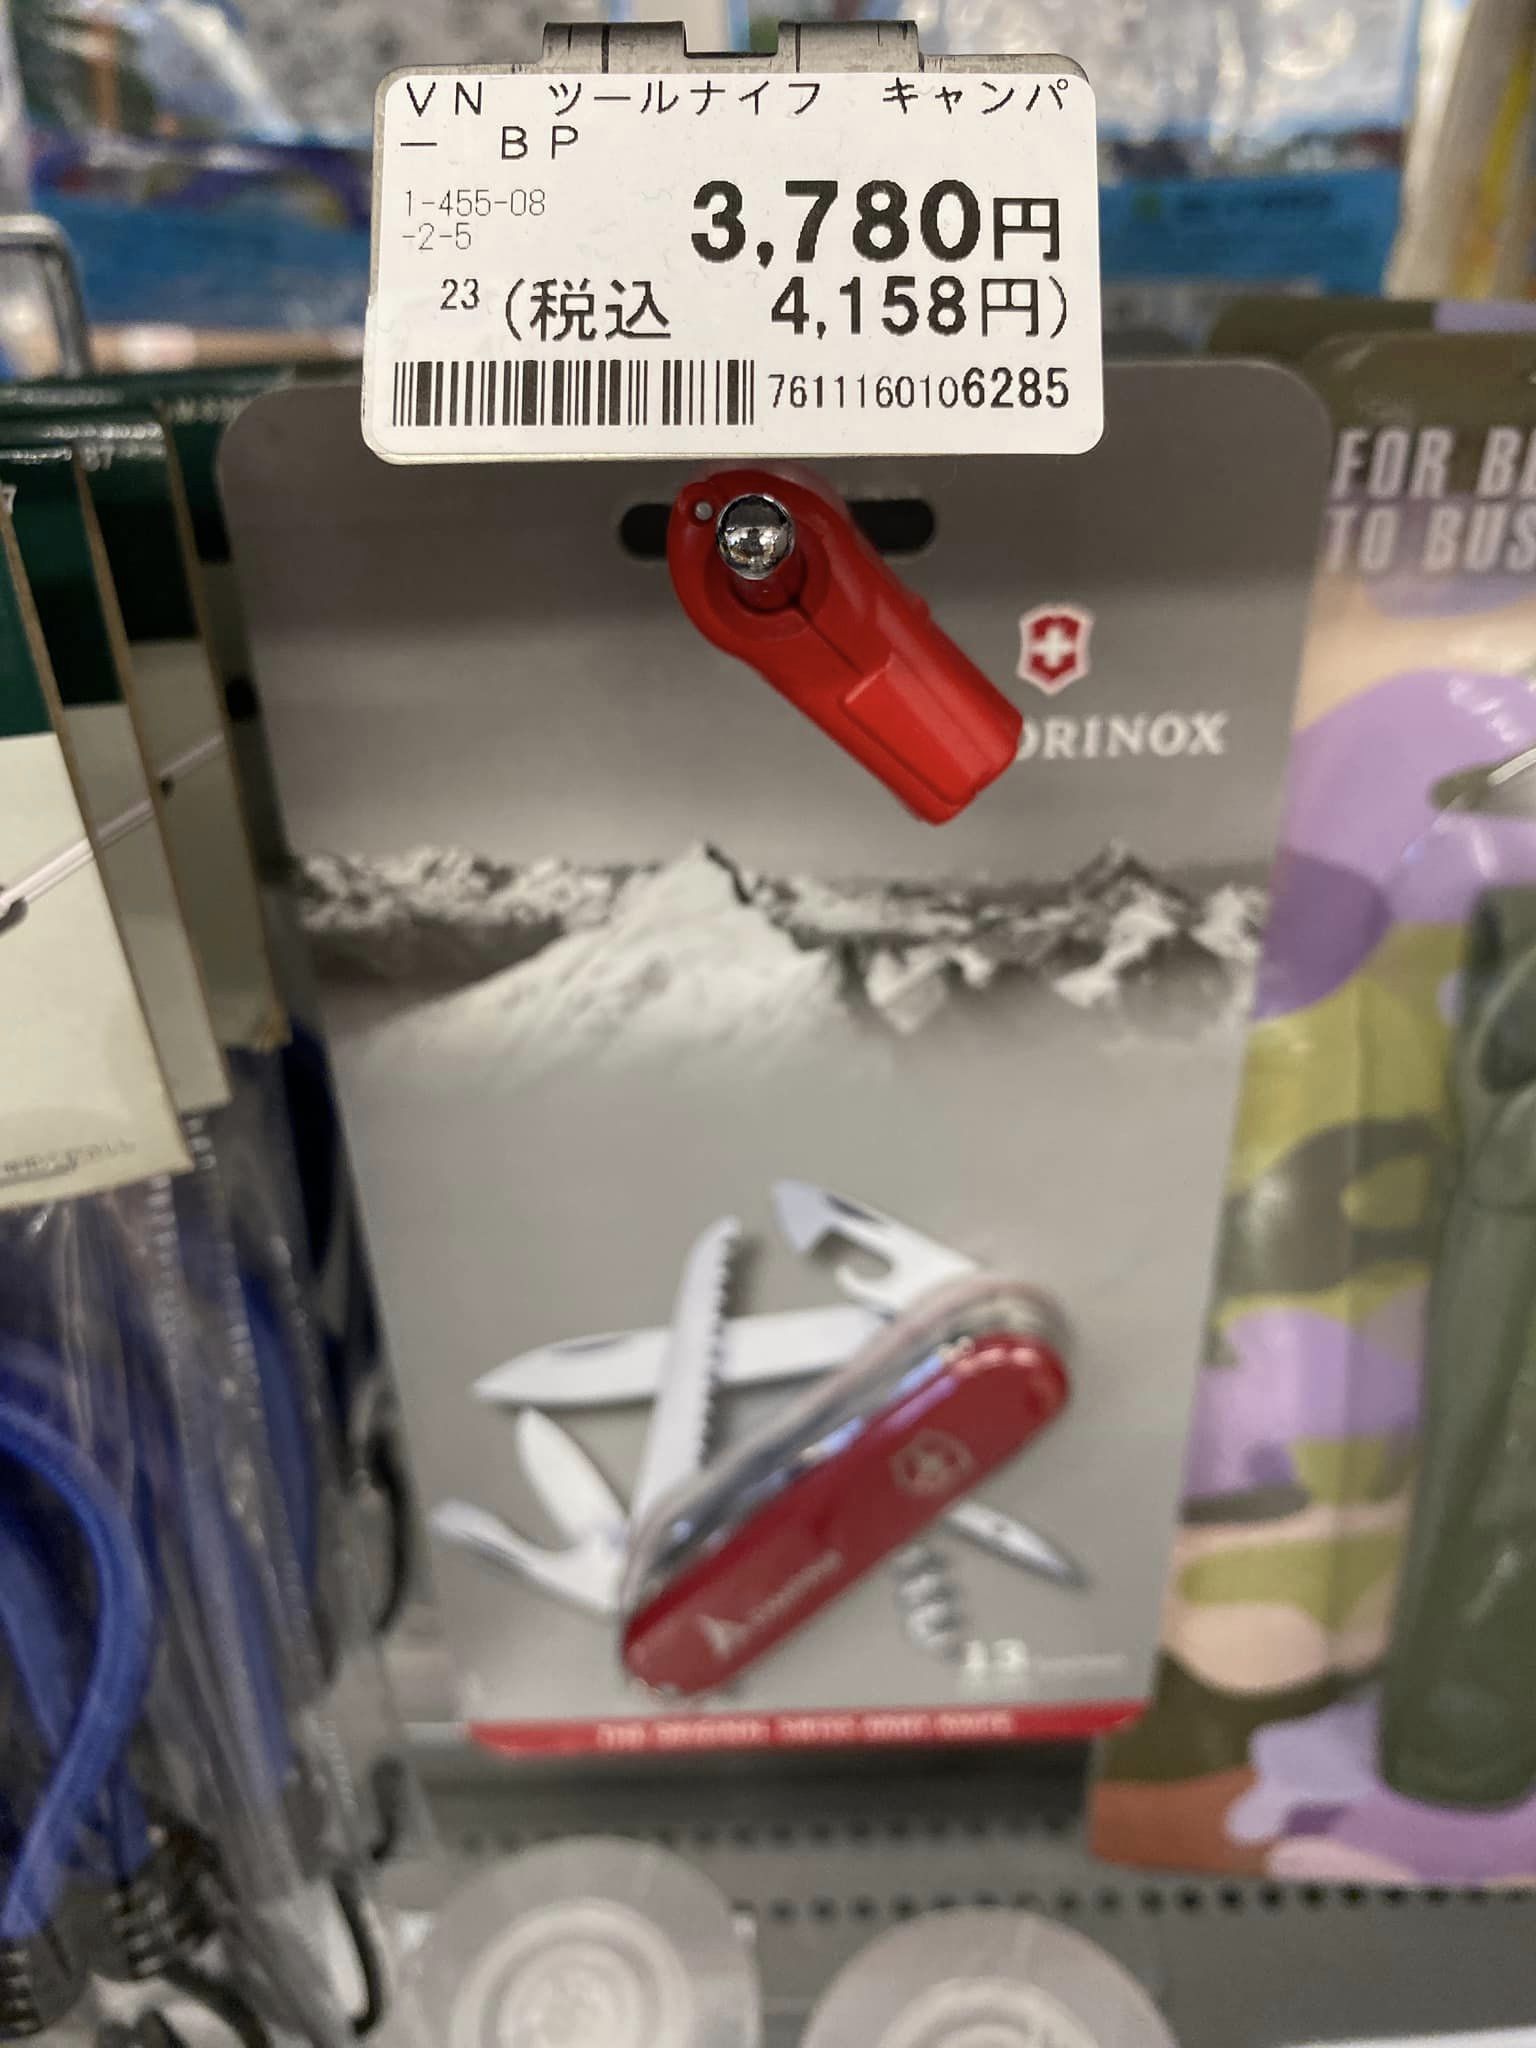 ＶＮ　ツールナイフ　キャンパ
ー　ＢＰ
1-455-08
-2-5
3,780円
23 (税込 4,158円)
7611160106285
FOR B
TO BUS
ORINOX
13